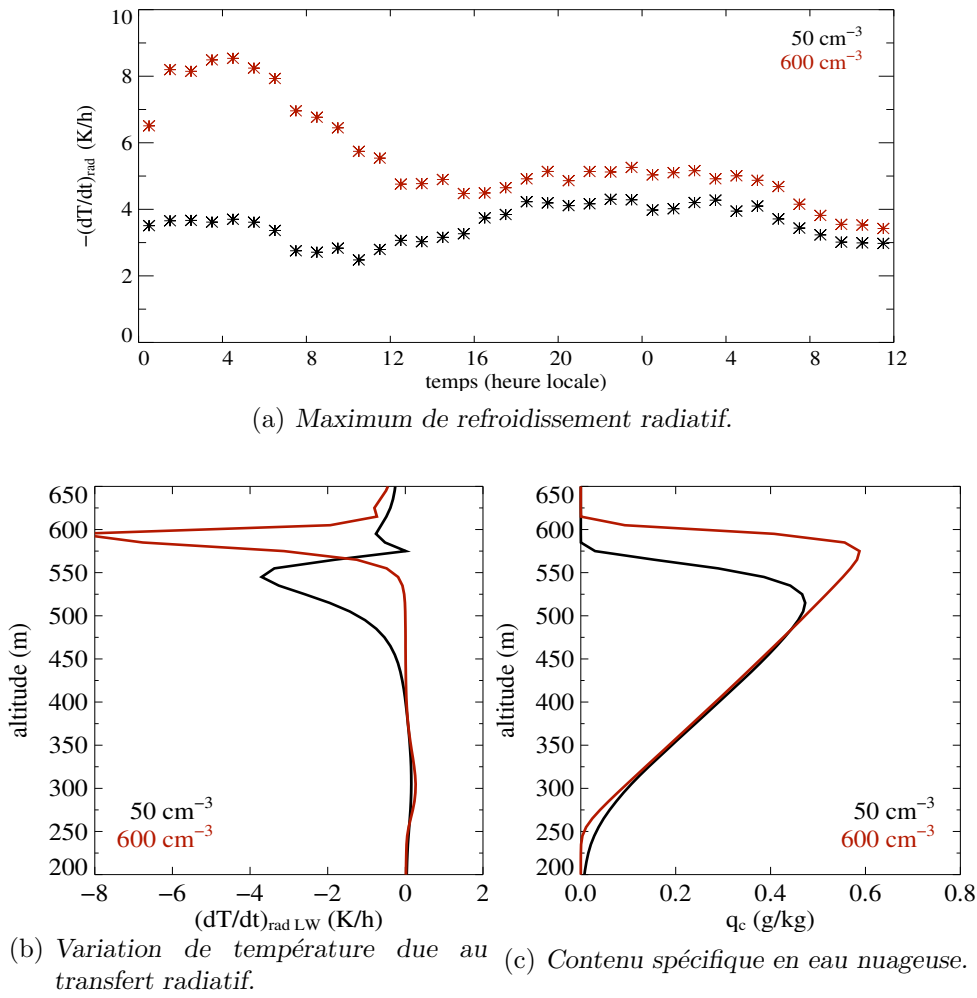 10
8
6
4
2
0
−(dT/dt)rad (K/h)
50 cm⁻³
600 cm⁻³
0 4 8 12 16 20 0 4 8 12
temps (heure locale)
(a) Maximum de refroidissement radiatif.
650
600
550
500
450
400
350
300
250
200
altitude (m)
50 cm⁻³
600 cm⁻³
−8 −6 −4 −2 0 2
(dT/dt)rad LW (K/h)
(b) Variation de température due au
transfert radiatif.
650
600
550
500
450
400
350
300
250
200
altitude (m)
50 cm⁻³
600 cm⁻³
0.0 0.2 0.4 0.6 0.8
qc (g/kg)
(c) Contenu spécifique en eau nuageuse.